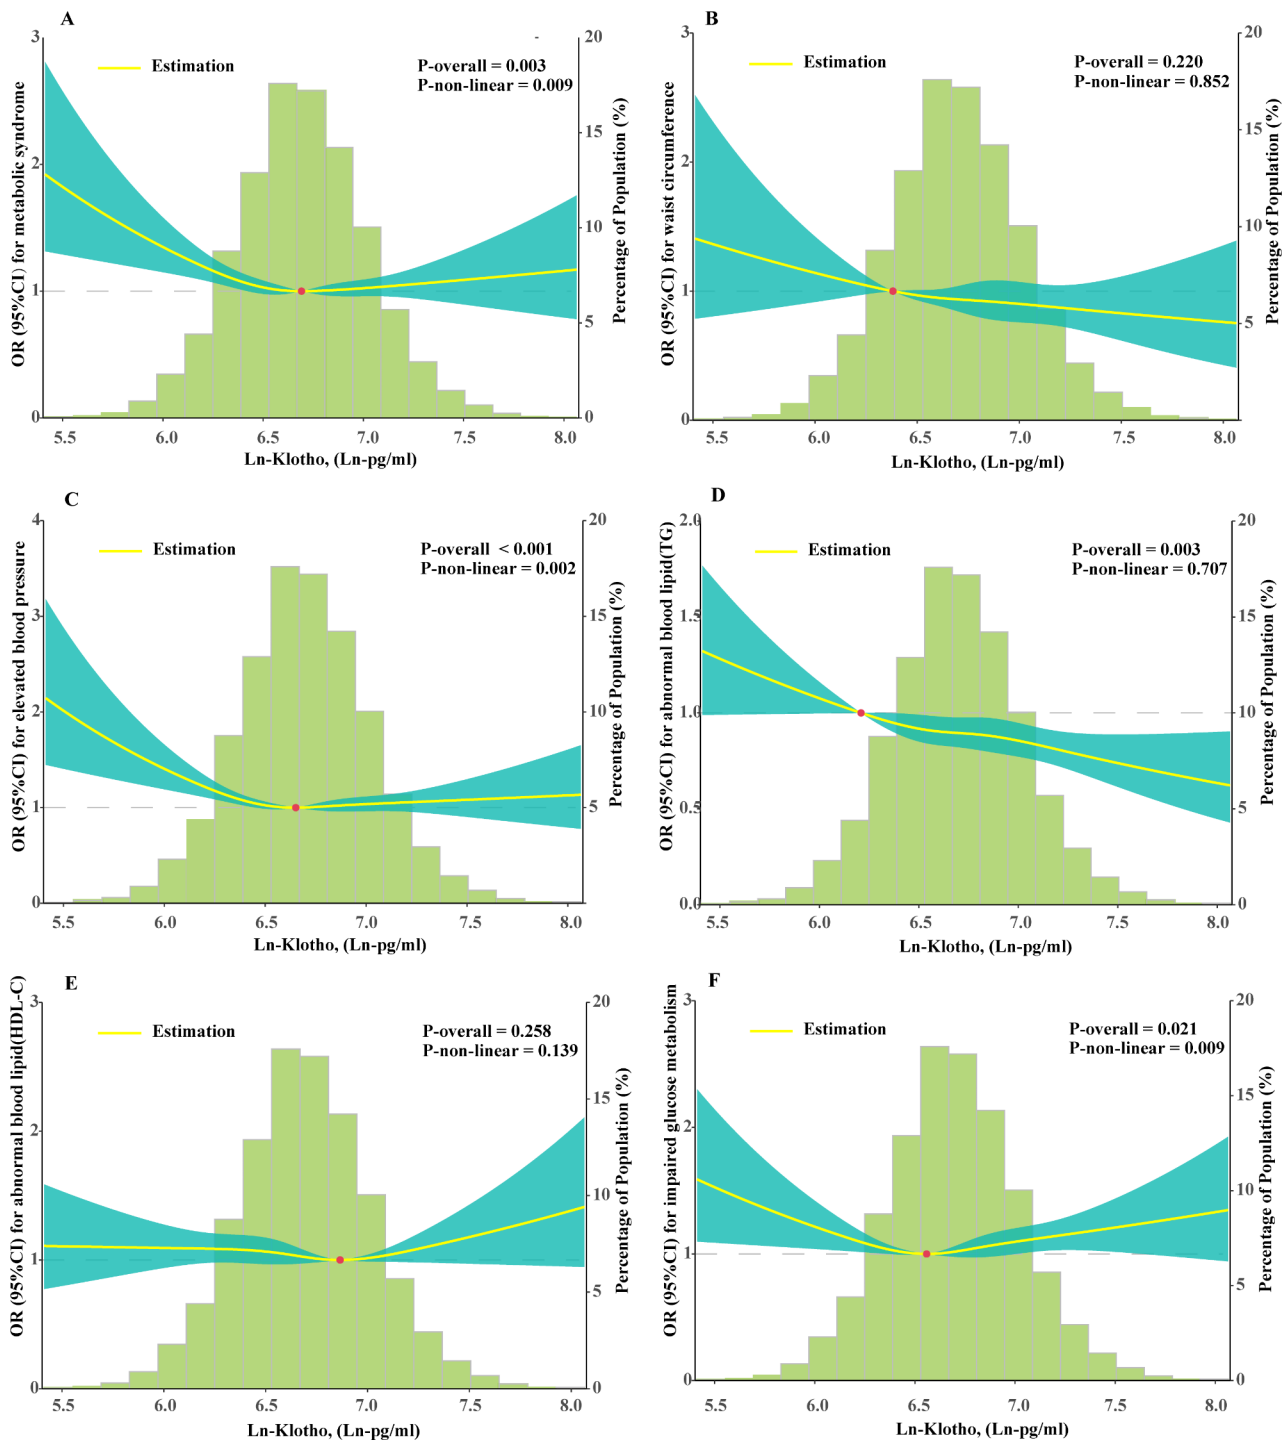 A
3
2
1
0
20
15
10
5
0
Estimation
P-overall = 0.003
P-non-linear = 0.009
OR (95%CI) for metabolic syndrome
Percentage of Population (%)
5.5 6.0 6.5 7.0 7.5 8.0
Ln-Klotho, (Ln-pg/ml)
B
3
2
1
0
20
15
10
5
0
Estimation
P-overall = 0.220
P-non-linear = 0.852
OR (95%CI) for waist circumference
Percentage of Population (%)
5.5 6.0 6.5 7.0 7.5 8.0
Ln-Klotho, (Ln-pg/ml)
C
4
3
2
1
0
20
15
10
5
0
Estimation
P-overall < 0.001
P-non-linear = 0.002
OR (95%CI) for elevated blood pressure
Percentage of Population (%)
5.5 6.0 6.5 7.0 7.5 8.0
Ln-Klotho, (Ln-pg/ml)
D
2.0
1.5
1.0
0.5
0.0
20
15
10
5
0
Estimation
P-overall = 0.003
P-non-linear = 0.707
OR (95%CI) for abnormal blood lipid(TG)
Percentage of Population (%)
6.0 6.5 7.0 7.5 8.0
Ln-Klotho, (Ln-pg/ml)
E
3
2
1
0
20
15
10
5
0
Estimation
P-overall = 0.258
P-non-linear = 0.139
OR (95%CI) for abnormal blood lipid(HDL-C)
Percentage of Population (%)
5.5 6.0 6.5 7.0 7.5 8.0
Ln-Klotho, (Ln-pg/ml)
F
3
2
1
0
20
15
10
5
0
Estimation
P-overall = 0.021
P-non-linear = 0.009
OR (95%CI) for impaired glucose metabolism
Percentage of Population (%)
5.5 6.0 6.5 7.0 7.5 8.0
Ln-Klotho, (Ln-pg/ml)